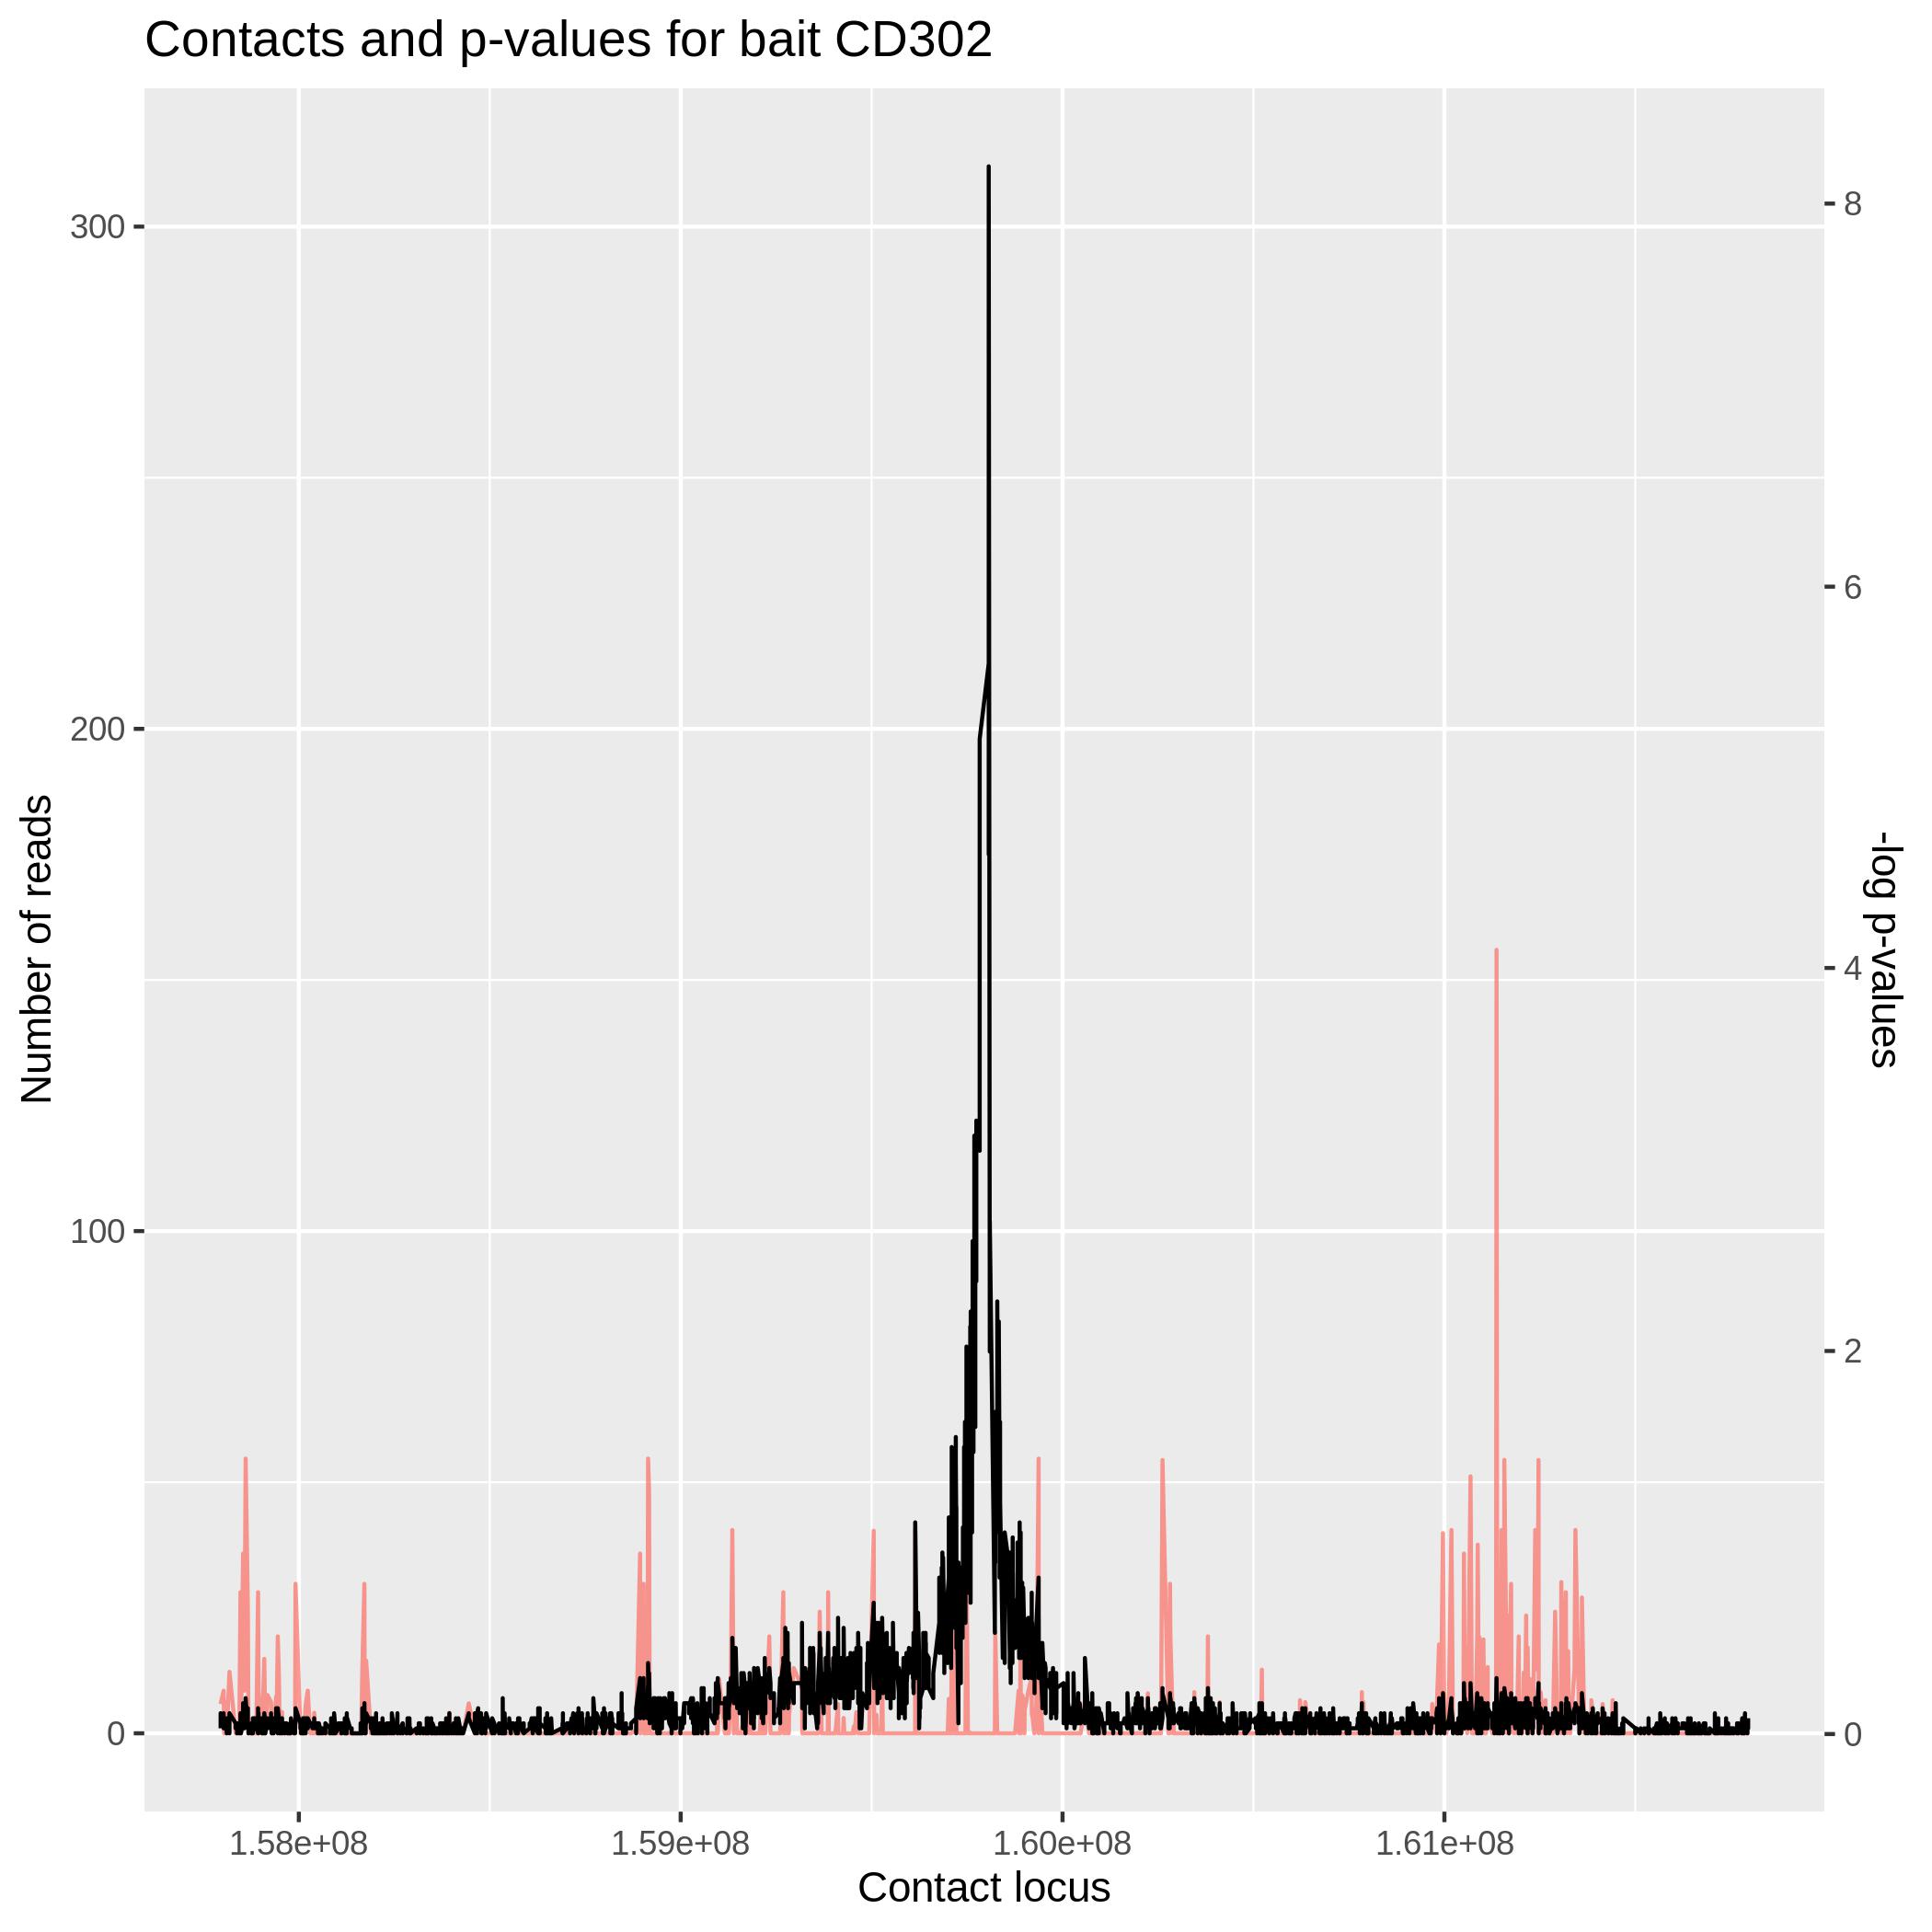 Contacts and p-values for bait CD302
300
200
100
0
Number of reads
8
6
4
2
0
-log p-values
1.58e+08
1.59e+08
1.60e+08
1.61e+08
Contact locus